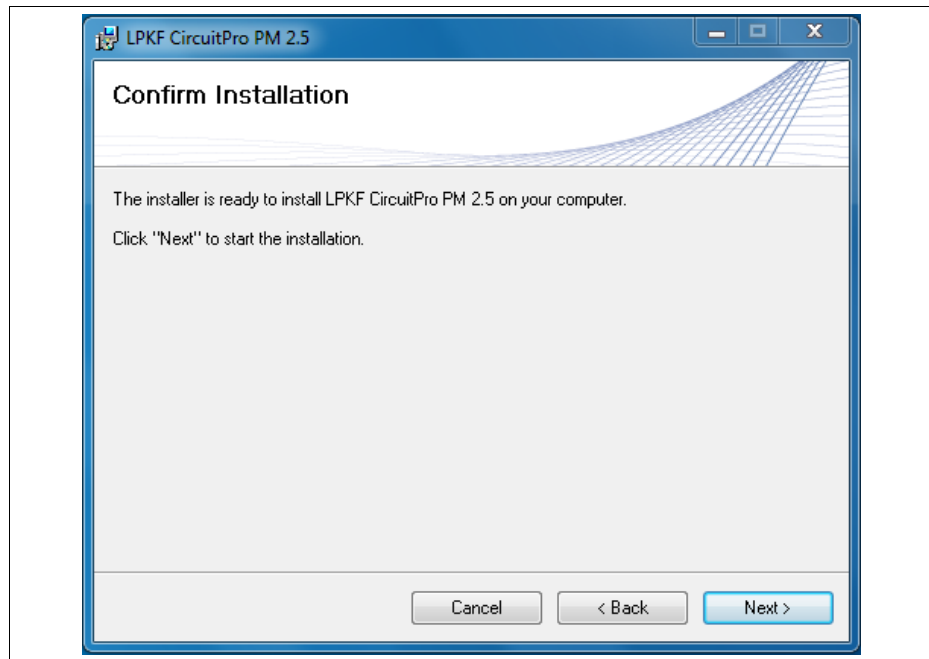 LPKF CircuitPro PM 2.5
Confirm Installation
The installer is ready to install LPKF CircuitPro PM 2.5 on your computer.
Click "Next" to start the installation.
Cancel
< Back
Next >